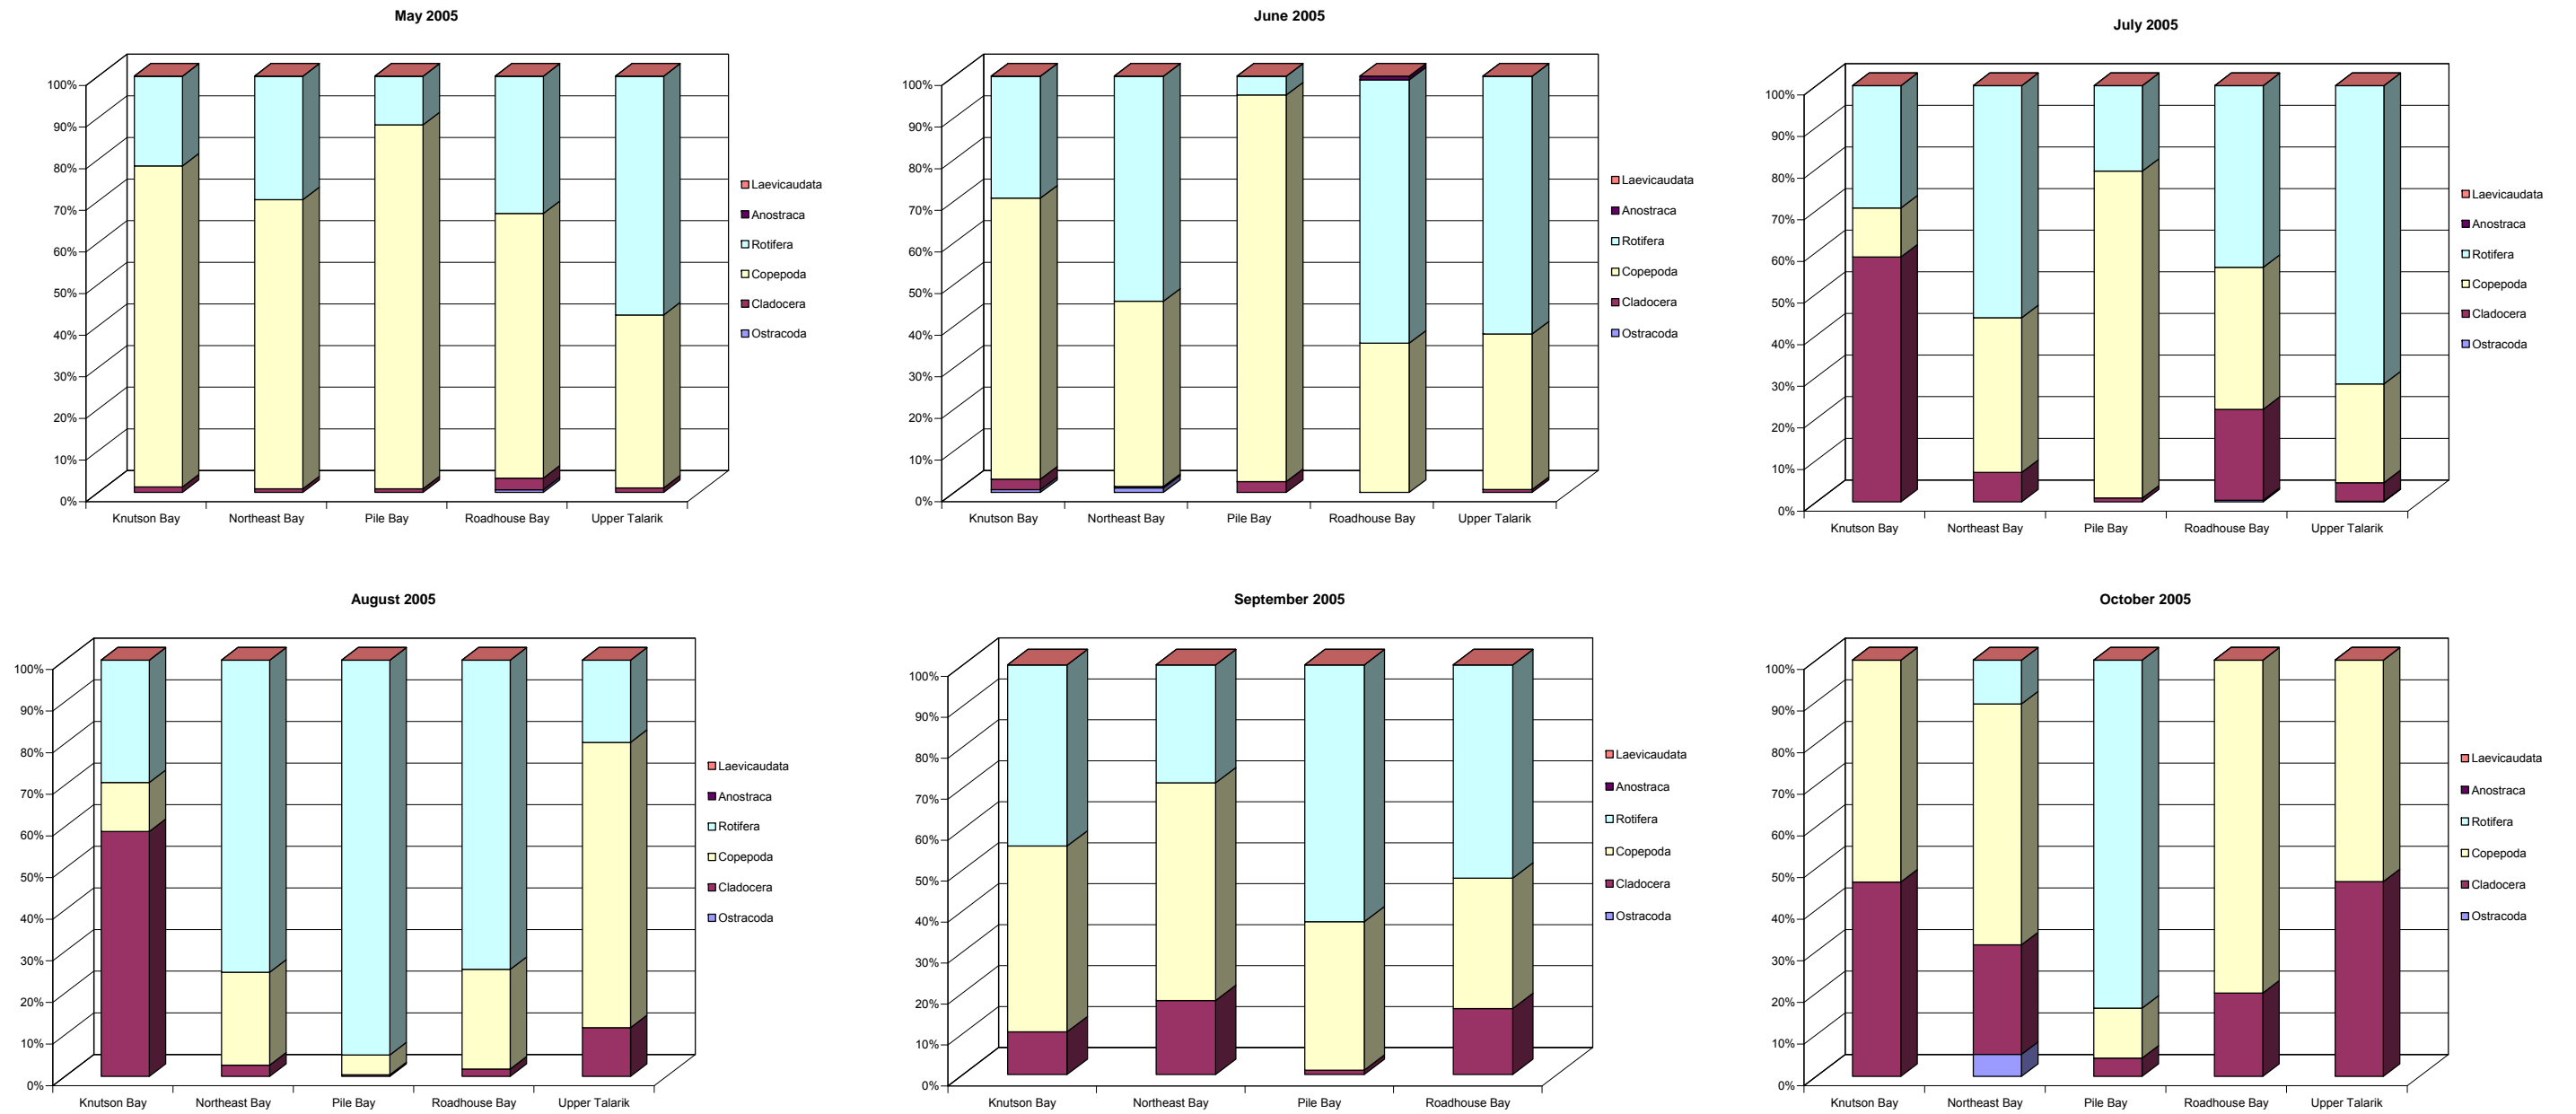 May 2005
100%
90%
80%
70%
60%
50%
40%
30%
20%
10%
0%
Knutson Bay Northeast Bay Pile Bay Roadhouse Bay Upper Talarik
Laevicaudata
Anostraca
Rotifera
Copepoda
Cladocera
Ostracoda
June 2005
100%
90%
80%
70%
60%
50%
40%
30%
20%
10%
0%
Knutson Bay Northeast Bay Pile Bay Roadhouse Bay Upper Talarik
Laevicaudata
Anostraca
Rotifera
Copepoda
Cladocera
Ostracoda
July 2005
100%
90%
80%
70%
60%
50%
40%
30%
20%
10%
0%
Knutson Bay Northeast Bay Pile Bay Roadhouse Bay Upper Talarik
Laevicaudata
Anostraca
Rotifera
Copepoda
Cladocera
Ostracoda
August 2005
100%
90%
80%
70%
60%
50%
40%
30%
20%
10%
0%
Knutson Bay Northeast Bay Pile Bay Roadhouse Bay Upper Talarik
Laevicaudata
Anostraca
Rotifera
Copepoda
Cladocera
Ostracoda
September 2005
100%
90%
80%
70%
60%
50%
40%
30%
20%
10%
0%
Knutson Bay Northeast Bay Pile Bay Roadhouse Bay
Laevicaudata
Anostraca
Rotifera
Copepoda
Cladocera
Ostracoda
October 2005
100%
90%
80%
70%
60%
50%
40%
30%
20%
10%
0%
Knutson Bay Northeast Bay Pile Bay Roadhouse Bay Upper Talarik
Laevicaudata
Anostraca
Rotifera
Copepoda
Cladocera
Ostracoda